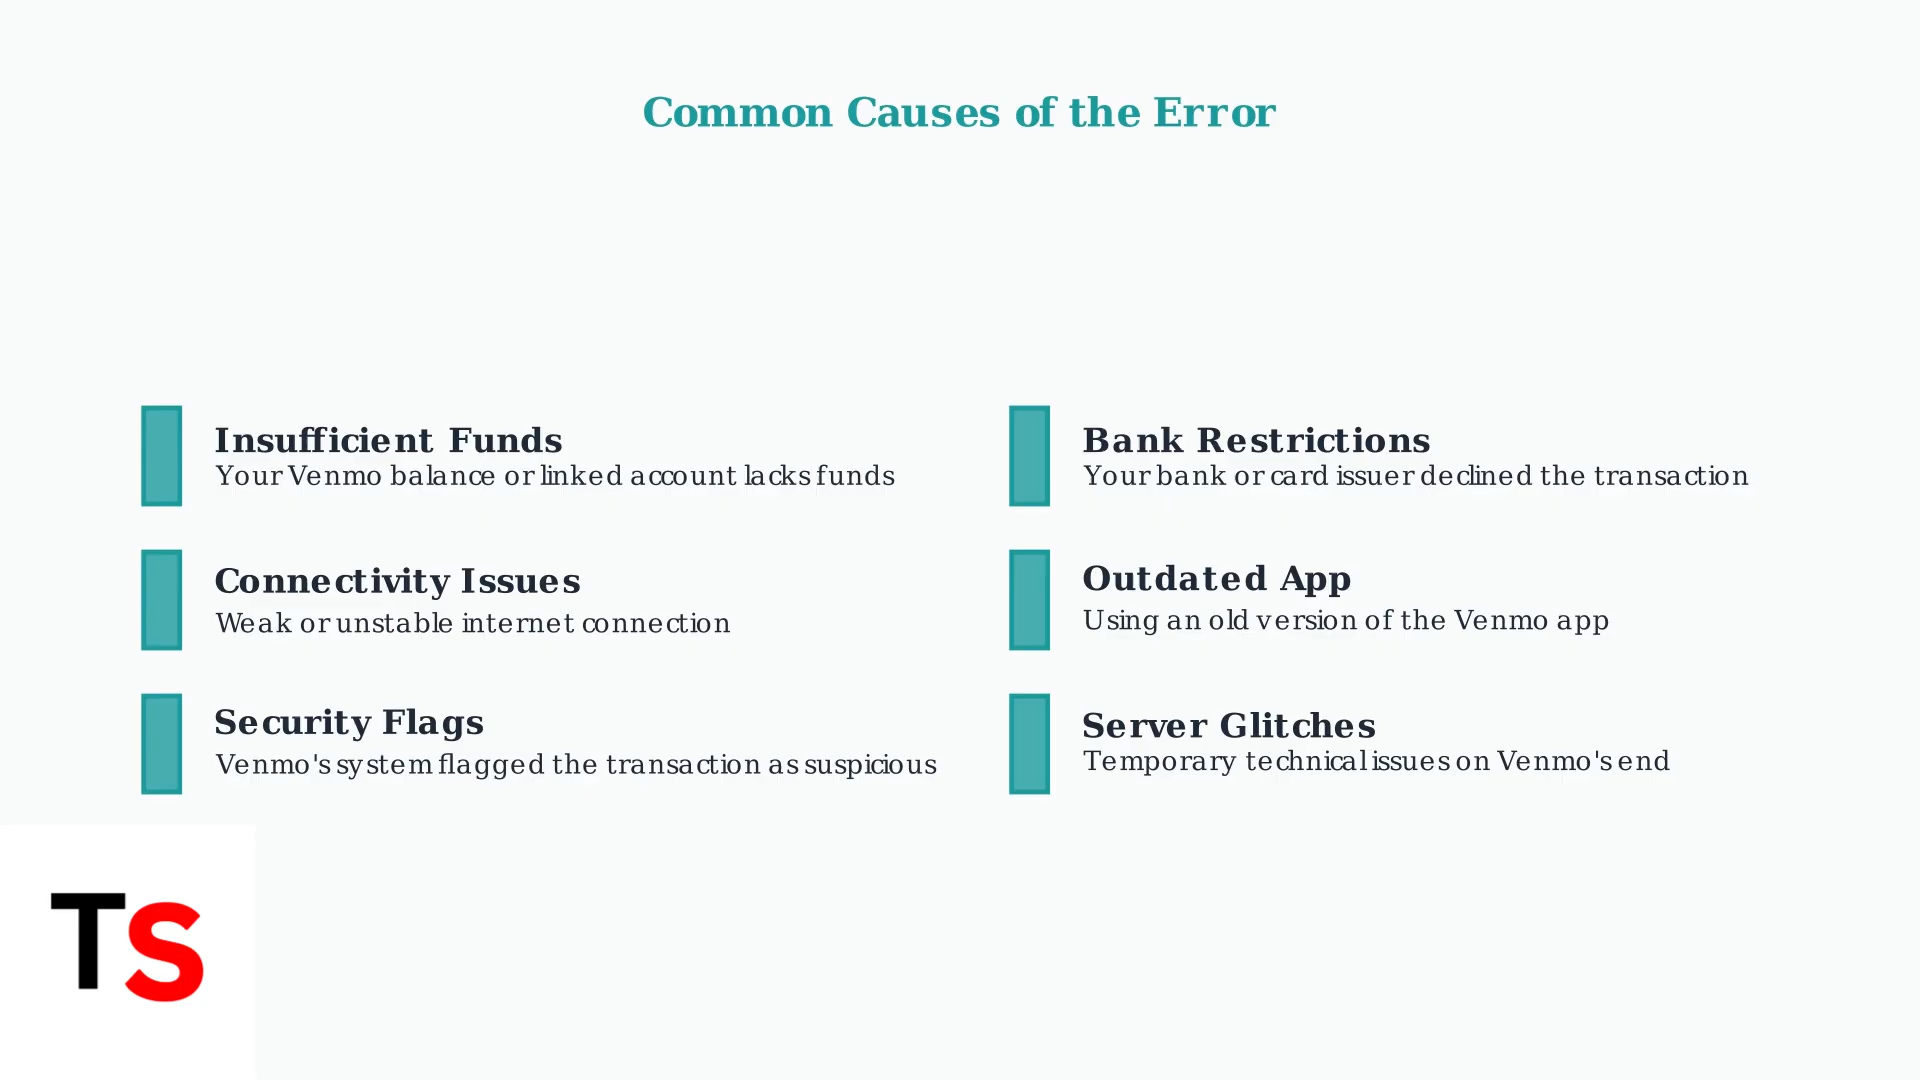 Common Causes of the Error
Insufficient Funds
Your Venmo balance or linked account lacks funds
Bank Restrictions
Your bank or card issuer declined the transaction
Connectivity Issues
Weak or unstable internet connection
Outdated App
Using an old version of the Venmo app
Security Flags
Venmo's system flagged the transaction as suspicious
Server Glitches
Temporary technical issues on Venmo's end
TS